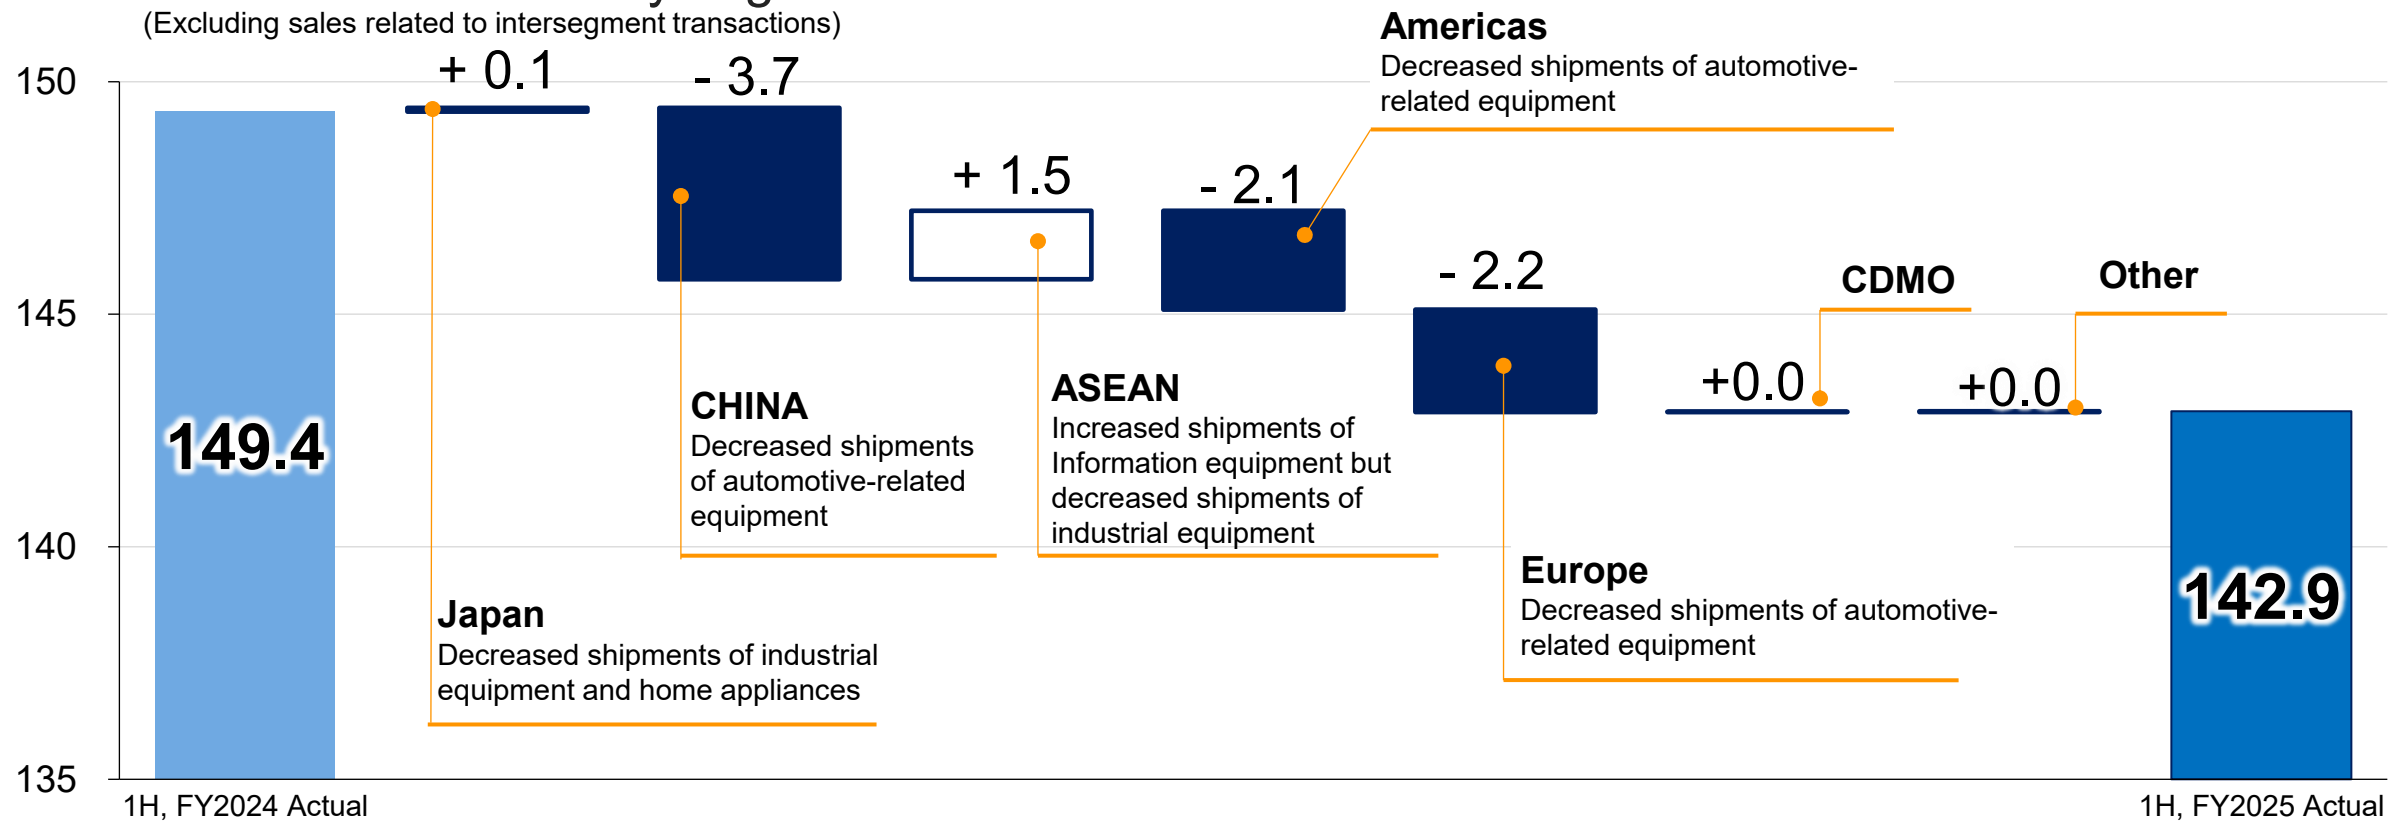 (Excluding sales related to intersegment transactions)
150
145
140
135
149.4
1H, FY2024 Actual
+ 0.1
Japan
Decreased shipments of industrial
equipment and home appliances
- 3.7
CHINA
Decreased shipments
of automotive-related
equipment
+ 1.5
ASEAN
Increased shipments of
Information equipment but
decreased shipments of
industrial equipment
- 2.1
Americas
Decreased shipments of automotive-
related equipment
- 2.2
Europe
Decreased shipments of automotive-
related equipment
+0.0
CDMO
+0.0
Other
142.9
1H, FY2025 Actual